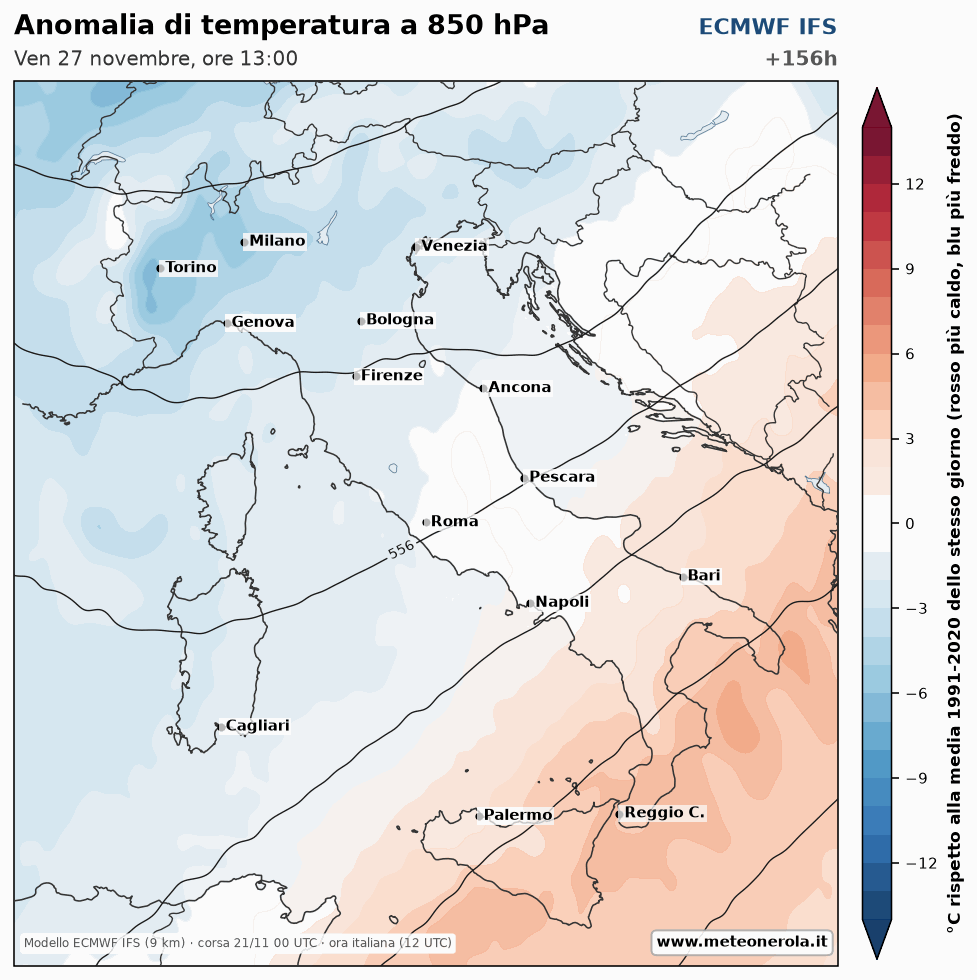 Anomalia di temperatura a 850 hPa
ECMWF IFS
Ven 27 novembre, ore 13:00
+156h
Milano
Venezia
Torino
Genova
Bologna
Firenze
Ancona
Pescara
Roma
556
Bari
Napoli
Cagliari
Palermo
Reggio C.
12
9
6
3
0
−3
−6
−9
−12
°C rispetto alla media 1991-2020 dello stesso giorno (rosso più caldo, blu più freddo)
Modello ECMWF IFS (9 km) · corsa 21/11 00 UTC · ora italiana (12 UTC)
www.meteonerola.it